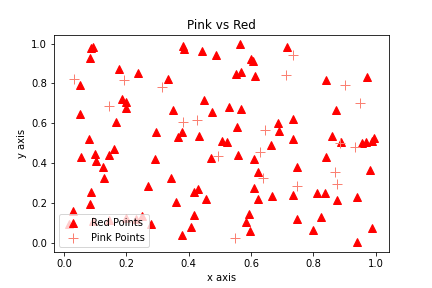 Pink vs Red
1.0
0.8
0.6
0.4
0.2
0.0
y axis
Red Points
Pink Points
0.0 0.2 0.4 0.6 0.8 1.0
x axis